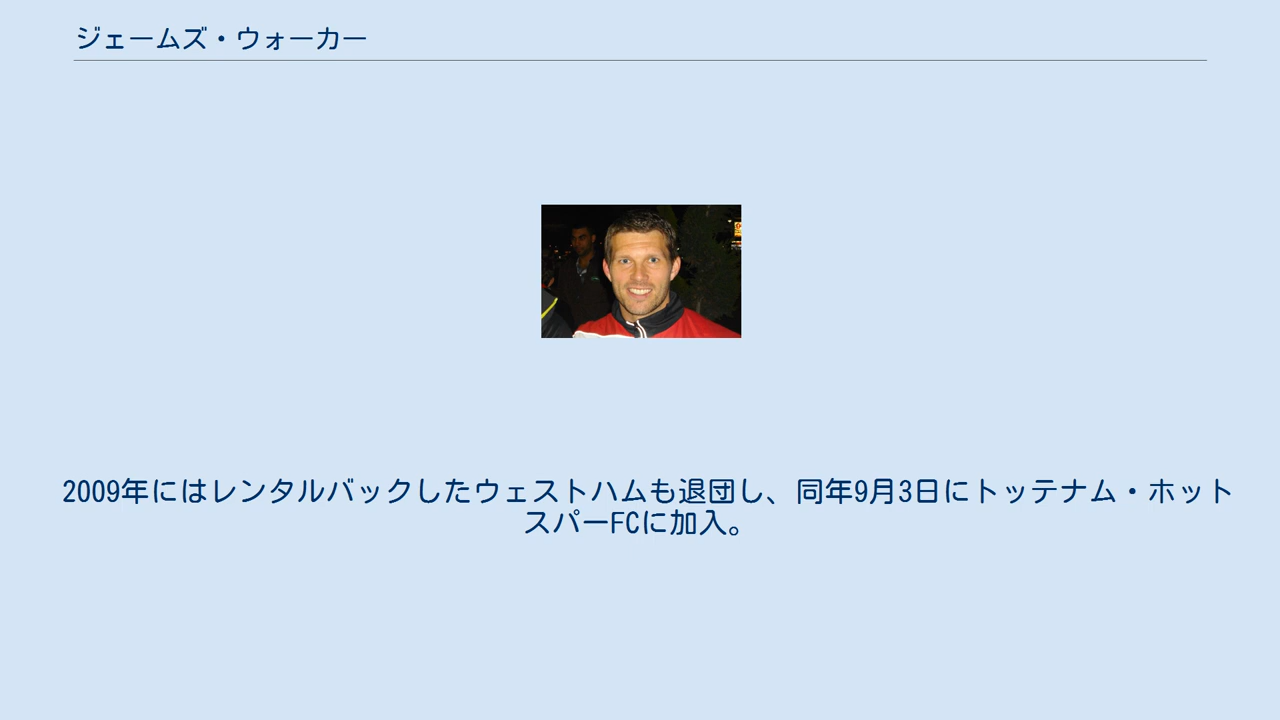 ジェームズ・ウォーカー
2009年にはレンタルバックしたウェストハムも退団し、同年9月3日にトッテナム・ホット
スパーFCに加入。